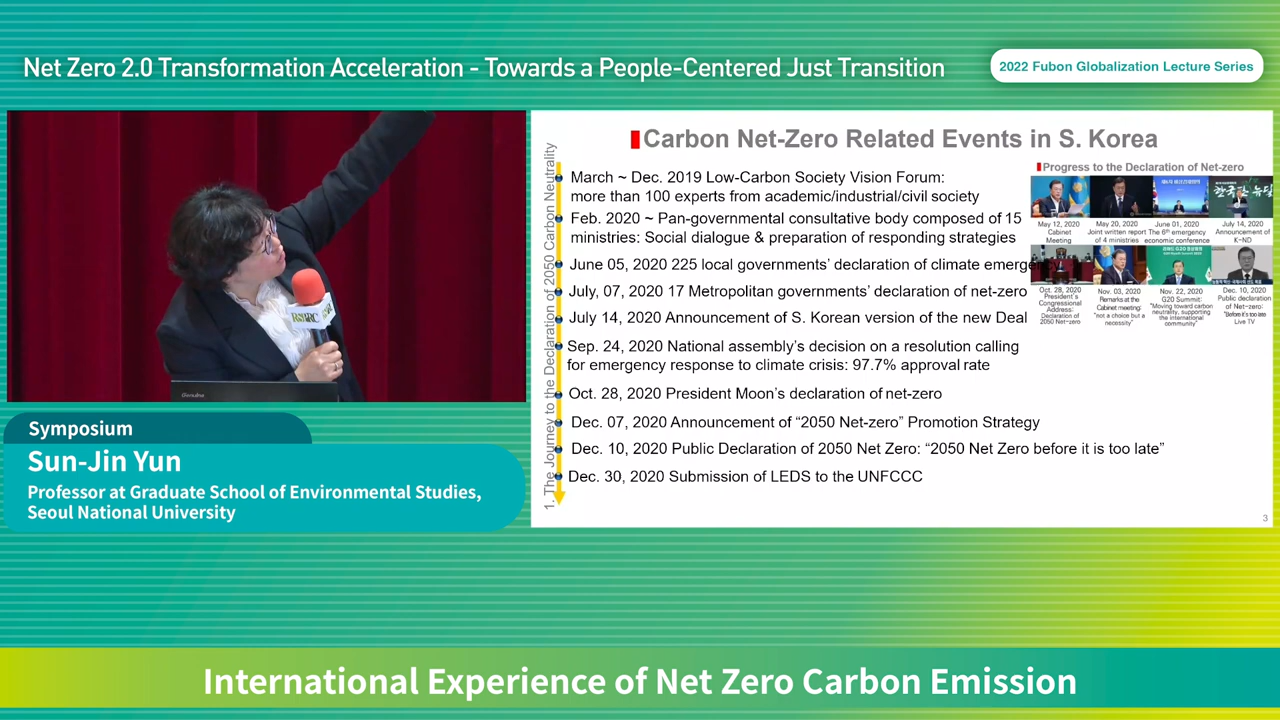 Net Zero 2.0 Transformation Acceleration - Towards a People-Centered Just Transition
2022 Fubon Globalization Lecture Series
Carbon Net-Zero Related Events in S. Korea
1. The Journey to the Declaration of 2050 Carbon Neutrality
March ~ Dec. 2019 Low-Carbon Society Vision Forum:
more than 100 experts from academic/industrial/civil society
Feb. 2020 ~ Pan-governmental consultative body composed of 15
ministries: Social dialogue & preparation of responding strategies
June 05, 2020 225 local governments' declaration of climate emerge
July, 07, 2020 17 Metropolitan governments' declaration of net-zero
July 14, 2020 Announcement of S. Korean version of the new Deal
Sep. 24, 2020 National assembly's decision on a resolution calling
for emergency response to climate crisis: 97.7% approval rate
Oct. 28, 2020 President Moon's declaration of net-zero
Dec. 07, 2020 Announcement of “2050 Net-zero” Promotion Strategy
Dec. 10, 2020 Public Declaration of 2050 Net Zero: “2050 Net Zero before it is too late”
Dec. 30, 2020 Submission of LEDS to the UNFCCC
Progress to the Declaration of Net-zero
May 12, 2020
Cabinet
Meeting
May 20, 2020
Joint written report
of 4 ministries
June 01, 2020
The 6th emergency
economic conference
July 14, 2020
Announcement of
K-ND
Oct. 28, 2020
President's
Congressional
Address:
Declaration of
2050 Net-zero
Nov. 03, 2020
Remarks at the
Cabinet meeting:
"not a choice but a
necessity"
Nov. 22, 2020
G20 Summit:
"Moving toward carbon
neutrality, supporting
the international
community"
Dec. 10, 2020
Public
declaration of
Net-zero:
"Before it's too late"
Live TV
3
RSPRC
Symposium
Sun-Jin Yun
Professor at Graduate School of Environmental Studies,
Seoul National University
International Experience of Net Zero Carbon Emission